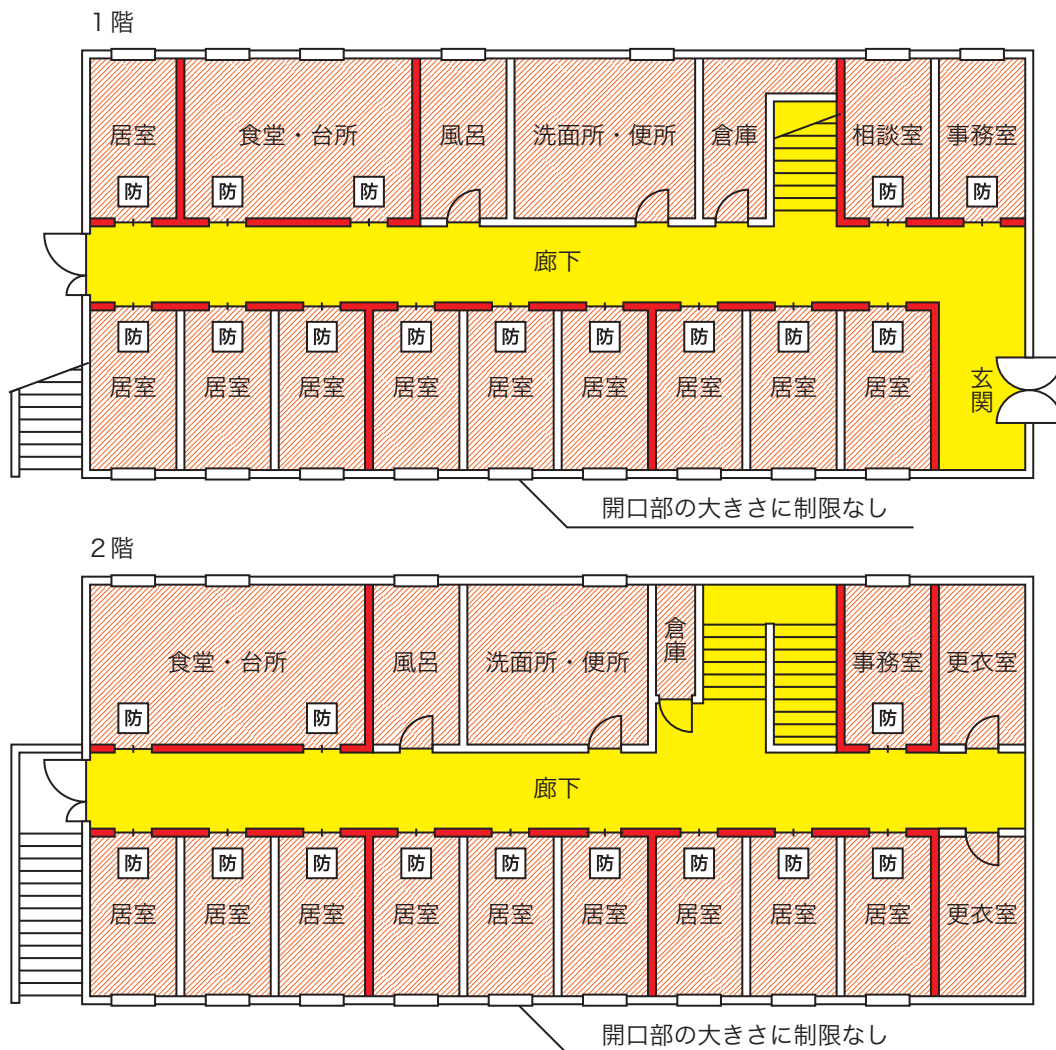 1階
居室
食堂・台所
風呂
洗面所・便所
倉庫
相談室
事務室
防
防
防
防
防
廊下
防
防
防
防
防
防
防
防
防
居室
居室
居室
居室
居室
居室
居室
居室
居室
玄関
開口部の大きさに制限なし
2階
食堂・台所
風呂
洗面所・便所
倉庫
事務室
更衣室
防
防
防
廊下
防
防
防
防
防
防
防
防
防
居室
居室
居室
居室
居室
居室
居室
居室
居室
更衣室
開口部の大きさに制限なし